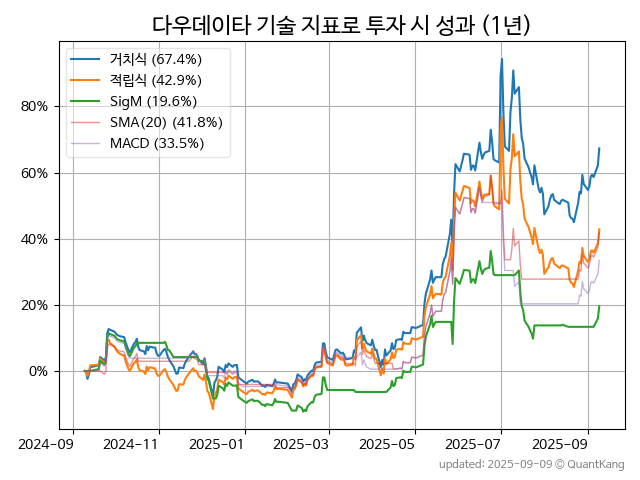 다우데이타 기술 지표로 투자 시 성과 (1년)
거치식 (67.4%)
적립식 (42.9%)
SigM (19.6%)
SMA(20) (41.8%)
MACD (33.5%)
80%
60%
40%
20%
0%
2024-09 2024-11 2025-01 2025-03 2025-05 2025-07 2025-09
updated: 2025-09-09 © QuantKang